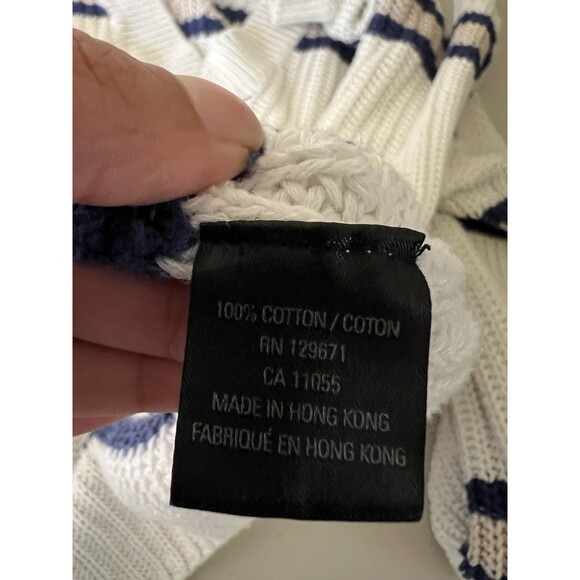 100% COTTON / COTON
RN 129671
CA 11055
MADE IN HONG KONG
FABRIQUÉ EN HONG KONG